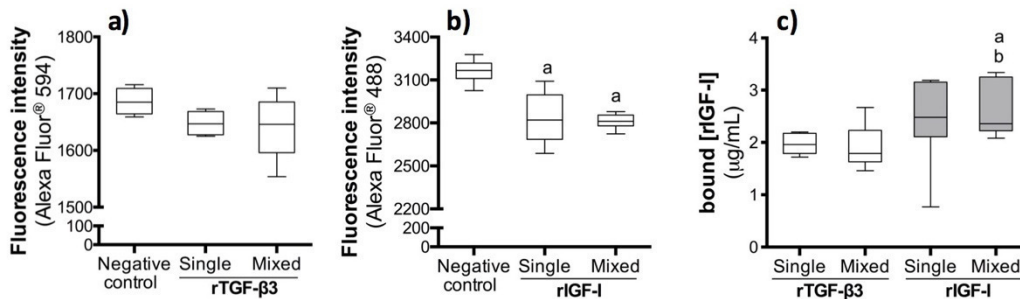 a)
Fluorescence intensity
(Alexa Fluor® 594)
1800
1700
1600
1500
100
0
Negative control
Single
Mixed
rTGF-β3
b)
Fluorescence intensity
(Alexa Fluor® 488)
3400
3100
2800
2500
2200
200
0
a
a
Negative control
Single
Mixed
rIGF-I
c)
bound [rIGF-I]
(µg/mL)
4
3
2
1
0
a
b
Single
Mixed
Single
Mixed
rTGF-β3
rIGF-I